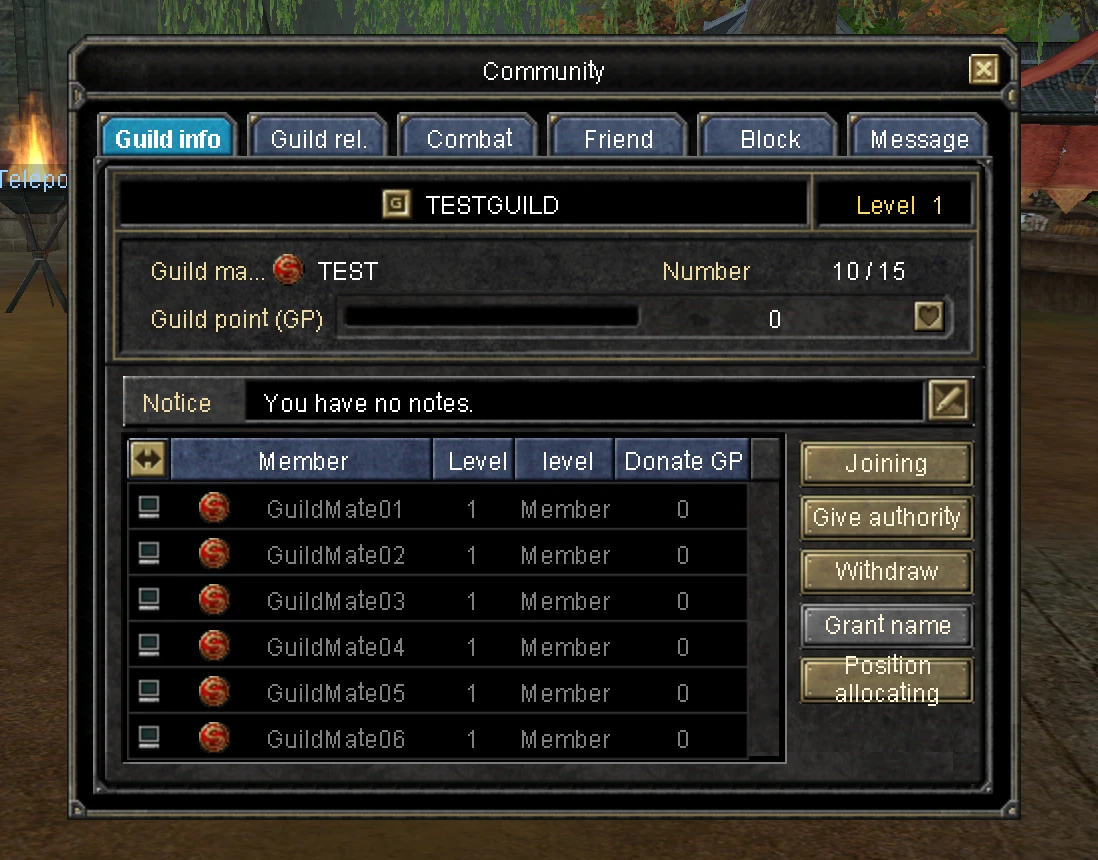 Community
Guild info Guild rel. Combat Friend Block Message
Telepo
G TESTGUILD Level 1
Guild ma... TEST Number 10/15
Guild point (GP) 0
Notice You have no notes.
Member Level level Donate GP
GuildMate01 1 Member 0
GuildMate02 1 Member 0
GuildMate03 1 Member 0
GuildMate04 1 Member 0
GuildMate05 1 Member 0
GuildMate06 1 Member 0
Joining
Give authority
Withdraw
Grant name
Position
allocating